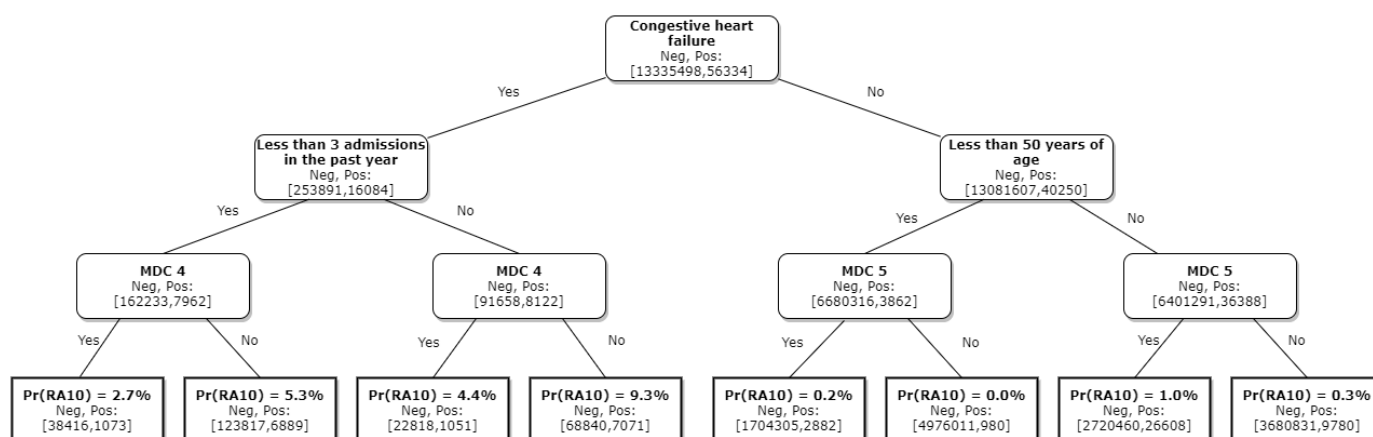 Congestive heart
failure
Neg, Pos:
[13335498,56334]
Yes
No
Less than 3 admissions
in the past year
Neg, Pos:
[253891,16084]
Less than 50 years of
age
Neg, Pos:
[13081607,40250]
Yes
No
Yes
No
MDC 4
Neg, Pos:
[162233,7962]
MDC 4
Neg, Pos:
[91658,8122]
MDC 5
Neg, Pos:
[6680316,3862]
MDC 5
Neg, Pos:
[6401291,36388]
Yes
No
Yes
No
Yes
No
Yes
No
Pr(RA10) = 2.7%
Neg, Pos:
[38416,1073]
Pr(RA10) = 5.3%
Neg, Pos:
[123817,6889]
Pr(RA10) = 4.4%
Neg, Pos:
[22818,1051]
Pr(RA10) = 9.3%
Neg, Pos:
[68840,7071]
Pr(RA10) = 0.2%
Neg, Pos:
[1704305,2882]
Pr(RA10) = 0.0%
Neg, Pos:
[4976011,980]
Pr(RA10) = 1.0%
Neg, Pos:
[2720460,26608]
Pr(RA10) = 0.3%
Neg, Pos:
[3680831,9780]